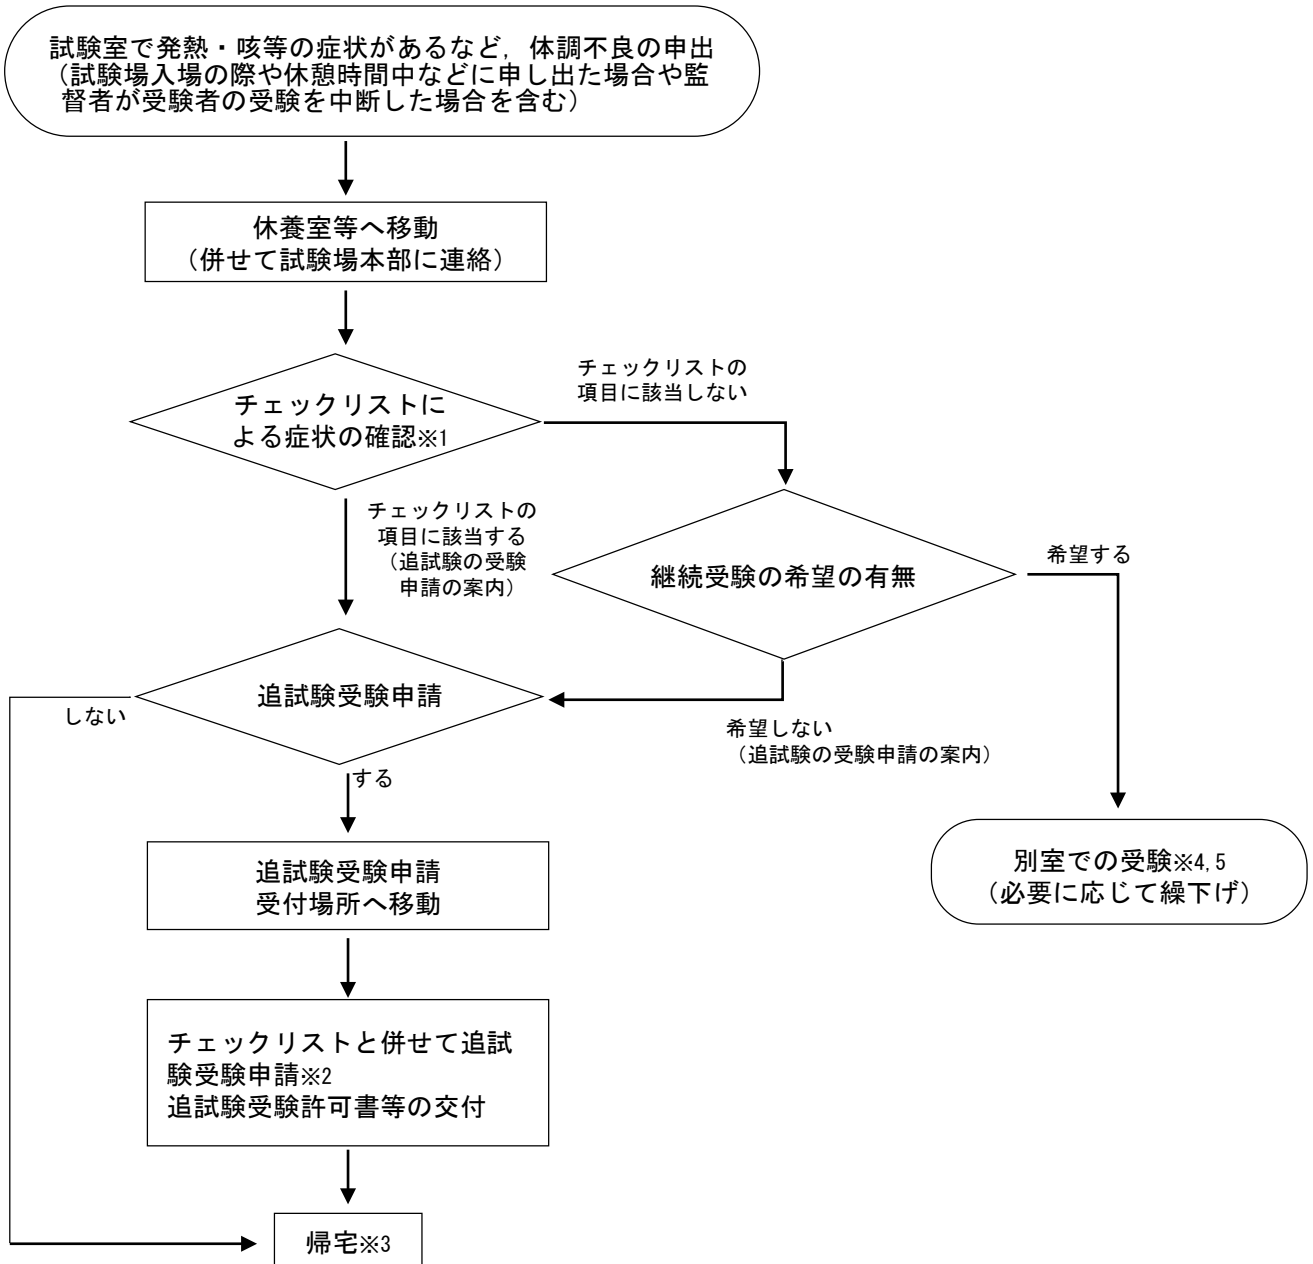 試験室で発熱・咳等の症状があるなど，体調不良の申出
（試験場入場の際や休憩時間中などに申し出た場合や監
督者が受験者の受験を中断した場合を含む）
休養室等へ移動
（併せて試験場本部に連絡）
チェックリストに
よる症状の確認※1
チェックリストの
項目に該当しない
チェックリストの
項目に該当する
（追試験の受験
申請の案内）
継続受験の希望の有無
希望する
追試験受験申請
しない
希望しない
（追試験の受験申請の案内）
する
追試験受験申請
受付場所へ移動
別室での受験※4,5
（必要に応じて繰下げ）
チェックリストと併せて追試
験受験申請※2
追試験受験許可書等の交付
帰宅※3